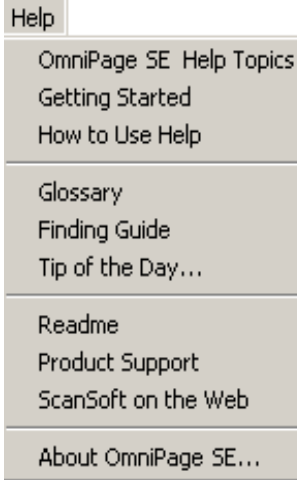 Help
OmniPage SE Help Topics
Getting Started
How to Use Help
Glossary
Finding Guide
Tip of the Day...
Readme
Product Support
ScanSoft on the Web
About OmniPage SE...